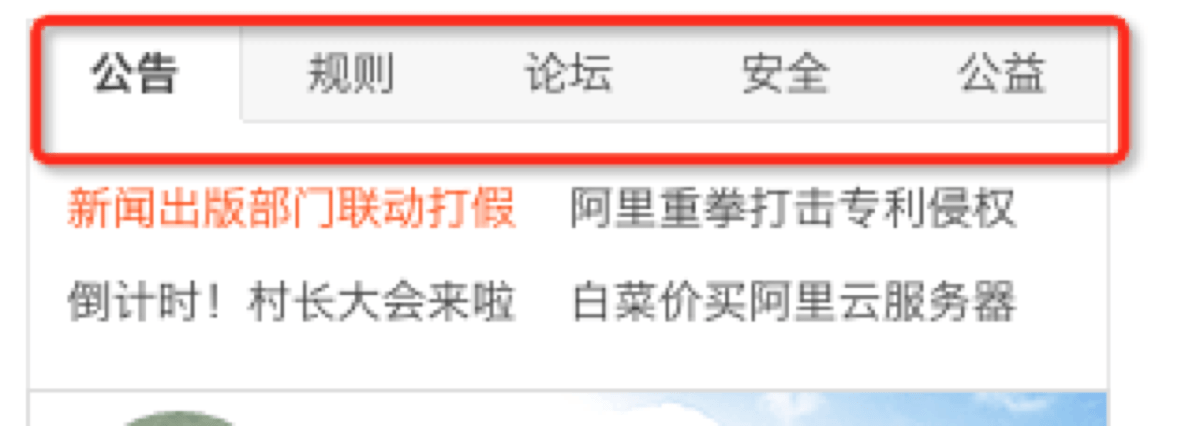 公告 规则 论坛 安全 公益
新闻出版部门联动打假 阿里重拳打击专利侵权
倒计时！村长大会来啦 白菜价买阿里云服务器